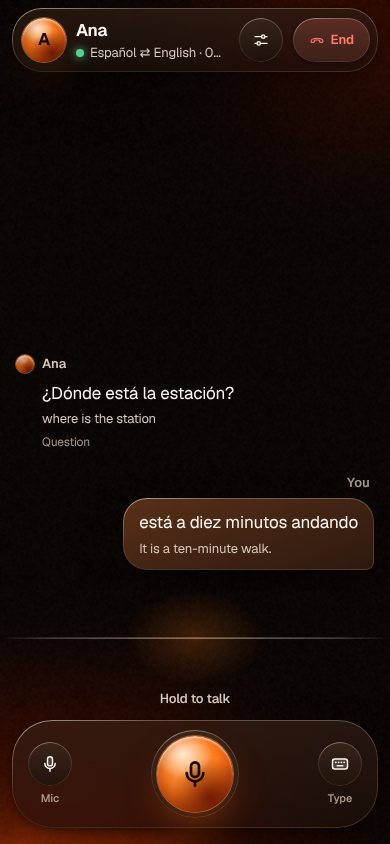 A
Ana
Español ⇄ English · 0...
End
Ana
¿Dónde está la estación?
where is the station
Question
You
está a diez minutos andando
It is a ten-minute walk.
Hold to talk
Mic
Type